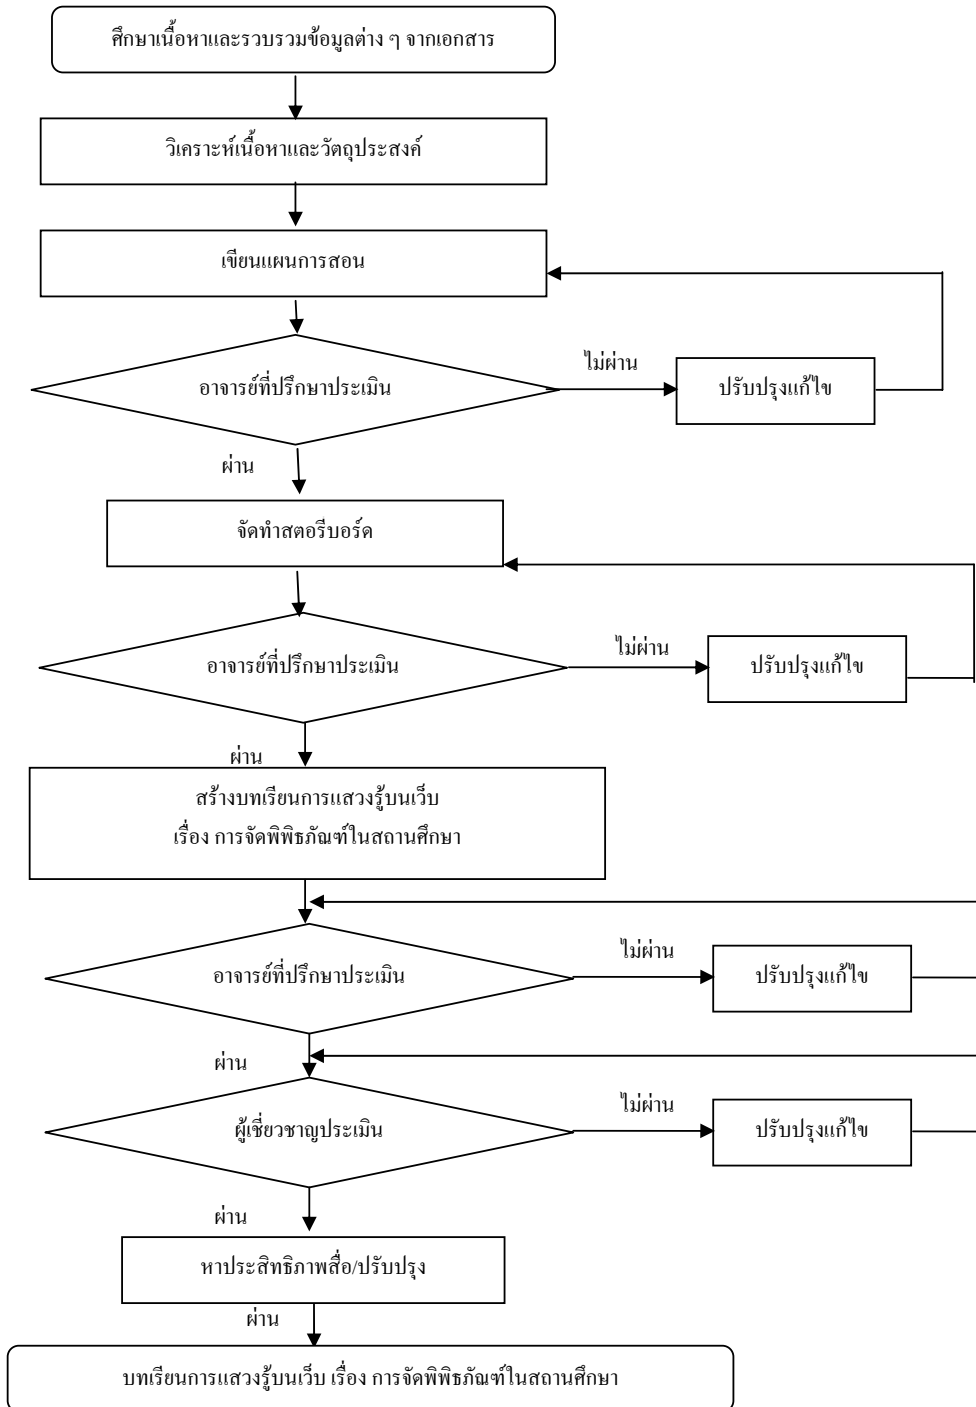 ศึกษาเนื้อหาและรวบรวมข้อมูลต่าง ๆ จากเอกสาร
วิเคราะห์เนื้อหาและวัตถุประสงค์
เขียนแผนการสอน
อาจารย์ที่ปรึกษาประเมิน
ไม่ผ่าน
ปรับปรุงแก้ไข
ผ่าน
จัดทำสตอรีบอร์ด
อาจารย์ที่ปรึกษาประเมิน
ไม่ผ่าน
ปรับปรุงแก้ไข
ผ่าน
สร้างบทเรียนการแสวงรู้บนเว็บ
เรื่อง การจัดพิพิธภัณฑ์ในสถานศึกษา
อาจารย์ที่ปรึกษาประเมิน
ไม่ผ่าน
ปรับปรุงแก้ไข
ผ่าน
ผู้เชี่ยวชาญประเมิน
ไม่ผ่าน
ปรับปรุงแก้ไข
ผ่าน
หาประสิทธิภาพสื่อ/ปรับปรุง
ผ่าน
บทเรียนการแสวงรู้บนเว็บ เรื่อง การจัดพิพิธภัณฑ์ในสถานศึกษา